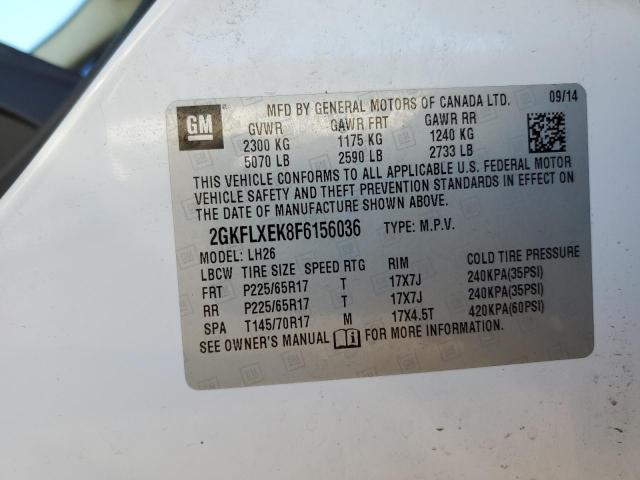 GM
MFD BY GENERAL MOTORS OF CANADA LTD. 09/14
GVWR GAWR FRT GAWR RR
2300 KG 1175 KG 1240 KG
5070 LB 2590 LB 2733 LB
THIS VEHICLE CONFORMS TO ALL APPLICABLE U.S. FEDERAL MOTOR
VEHICLE SAFETY AND THEFT PREVENTION STANDARDS IN EFFECT ON
THE DATE OF MANUFACTURE SHOWN ABOVE.
2GKFLXEK8F6156036 TYPE: M.P.V.
MODEL: LH26
LBCW TIRE SIZE SPEED RTG RIM COLD TIRE PRESSURE
FRT P225/65R17 T 17X7J 240KPA(35PSI)
RR P225/65R17 T 17X7J 240KPA(35PSI)
SPA T145/70R17 M 17X4.5T 420KPA(60PSI)
SEE OWNER'S MANUAL FOR MORE INFORMATION.